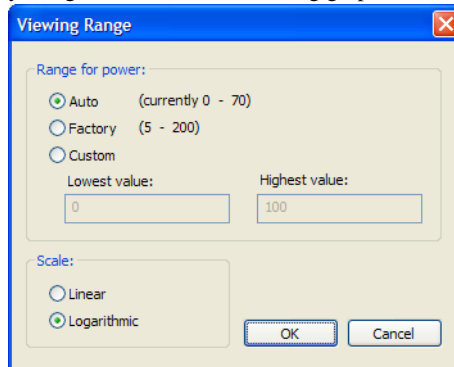 Viewing Range
Range for power:
Auto (currently 0 - 70)
Factory (5 - 200)
Custom
Lowest value: Highest value:
0 100
Scale:
Linear
Logarithmic
OK Cancel